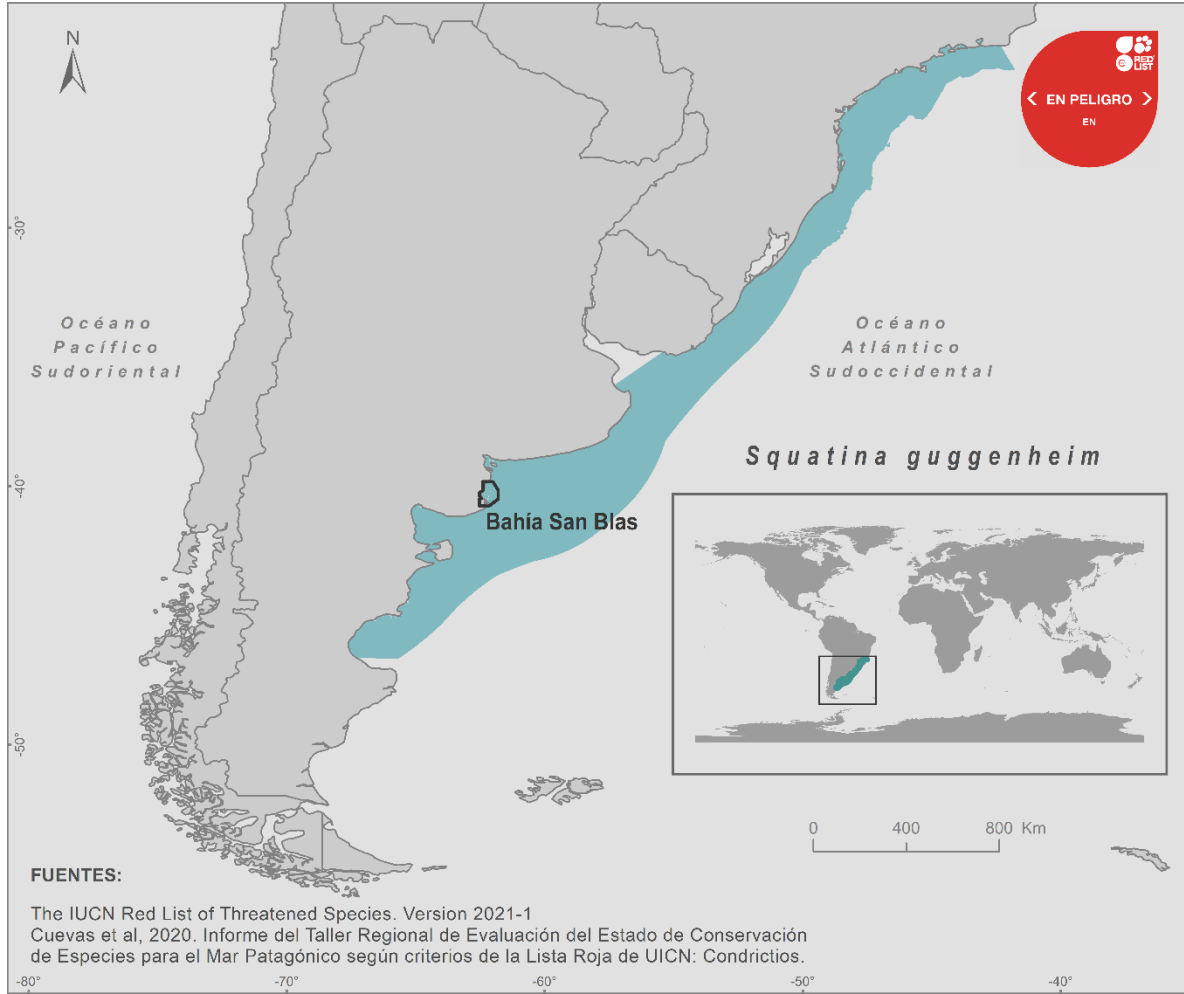 N
RED
LIST
EN PELIGRO
EN
-30°
Océano
Pacífico
Sudoriental
Océano
Atlántico
Sudoccidental
Squatina guggenheim
-40°
Bahía San Blas
-50°
0 400 800 Km
FUENTES:
The IUCN Red List of Threatened Species. Version 2021-1
Cuevas et al, 2020. Informe del Taller Regional de Evaluación del Estado de Conservación
de Especies para el Mar Patagónico según criterios de la Lista Roja de UICN: Condrictios.
-80° -70° -60° -50° -40°